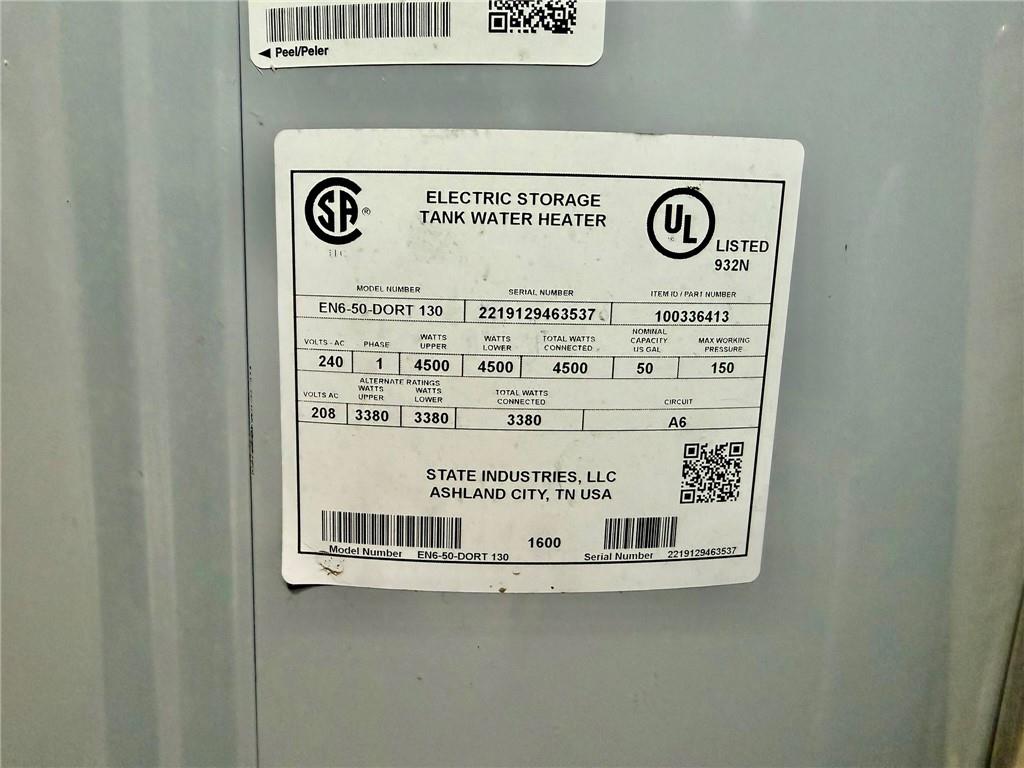 ◄ Peel/Peler
CSA ®
ELECTRIC STORAGE
TANK WATER HEATER
UL
LISTED
932N
MODEL NUMBER SERIAL NUMBER ITEM ID / PART NUMBER
EN6-50-DORT 130 2219129463537 100336413
VOLTS - AC PHASE WATTS UPPER WATTS LOWER TOTAL WATTS CONNECTED NOMINAL CAPACITY US GAL MAX WORKING PRESSURE
240 1 4500 4500 4500 50 150
ALTERNATE RATINGS
VOLTS AC WATTS UPPER WATTS LOWER TOTAL WATTS CONNECTED CIRCUIT
208 3380 3380 3380 A6
STATE INDUSTRIES, LLC
ASHLAND CITY, TN USA
1600
Model Number EN6-50-DORT 130 Serial Number 2219129463537